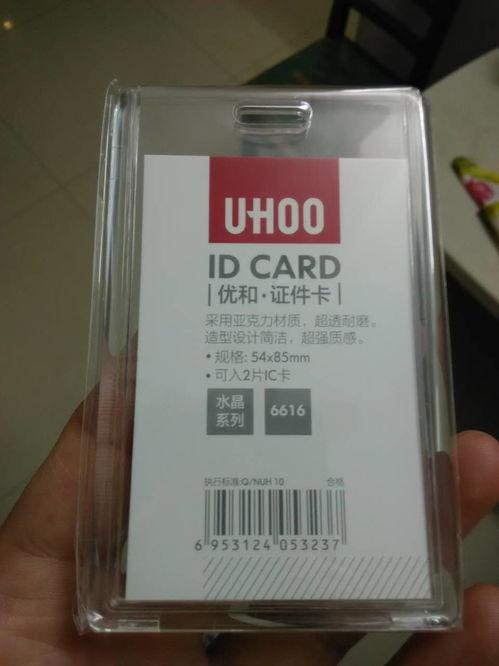 UHOO
ID CARD
|优和·证件卡|
采用亚克力材质，超透耐磨。
造型设计简洁，超强质感。
• 规格: 54x85mm
• 可入2片IC卡
水晶
系列
6616
执行标准:Q/NUH 10 合格
6 953124 053237